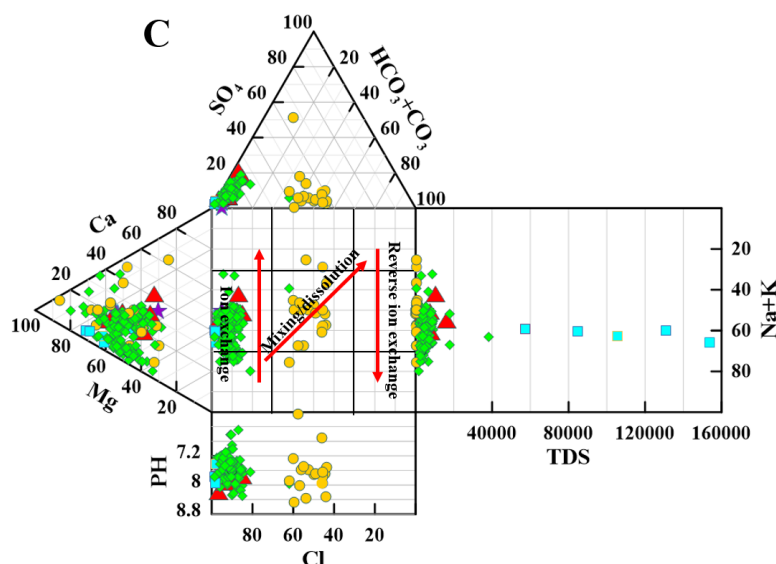 C
100
80
60
40
20
SO₄
20
40
60
80
100
HCO₃+CO₃
Ca
80
60
40
20
100
80
60
40
20
Mg
Ion exchange
Mixing/dissolution
Reverse ion exchange
20
40
60
80
Na+K
40000
80000
120000
160000
TDS
PH
7.2
8
8.8
80
60
40
20
Cl